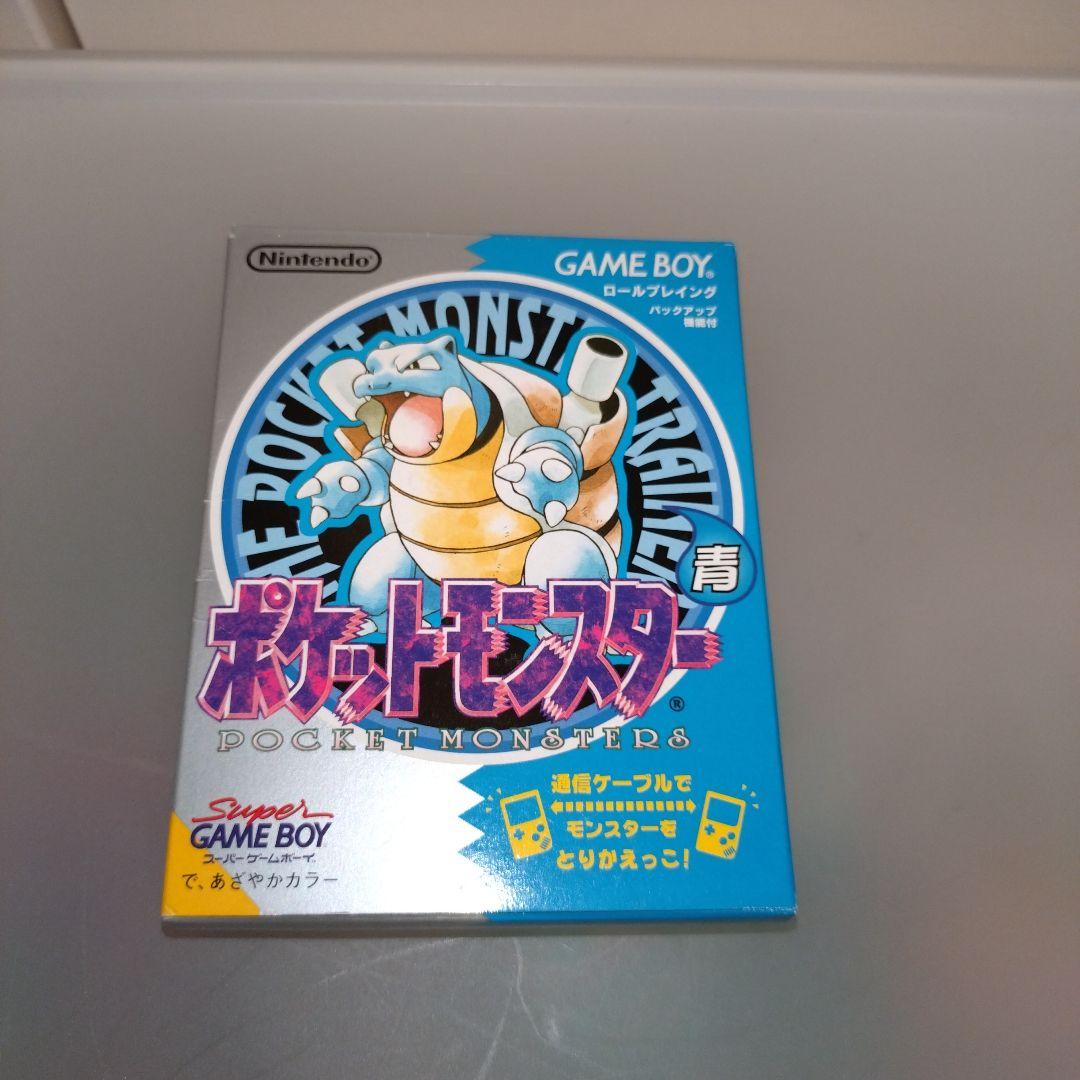 Nintendo
GAME BOY®
ロールプレイング
バックアップ
機能付
THE POCKET MONSTER TRAINER
青
ポケットモンスター®
POCKET MONSTERS
通信ケーブルで
モンスターを
とりかえっこ!
Super
GAME BOY
スーパーゲームボーイ
で、あざやかカラー